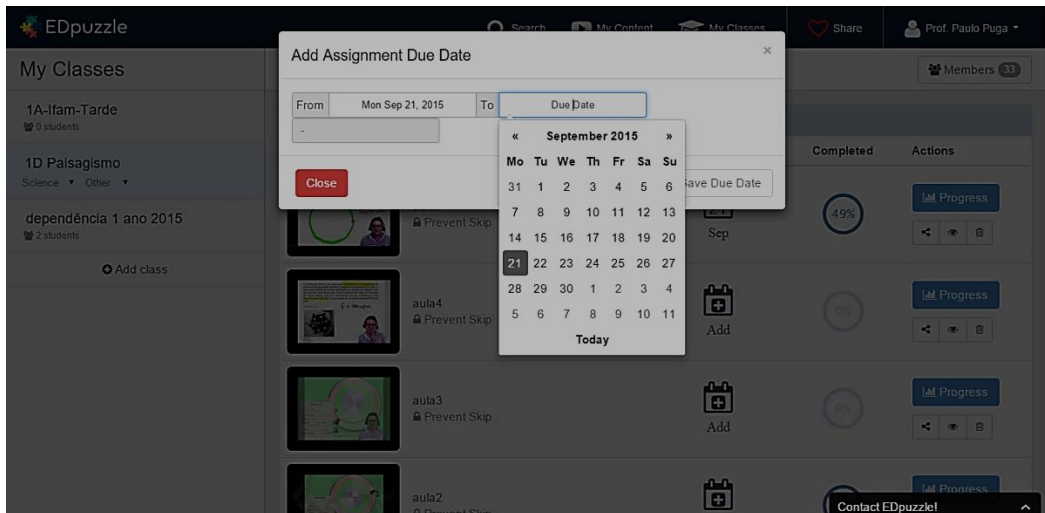 EDpuzzle
Search
My Content
My Classes
Share
Prof. Paulo Puga
My Classes
Members 33
1A-Ifam-Tarde
0 students
1D Paisagismo
Science Other
dependência 1 ano 2015
2 students
Add class
Add Assignment Due Date
×
From Mon Sep 21, 2015 To Due Date
-
« September 2015 »
Mo Tu We Th Fr Sa Su
31 1 2 3 4 5 6
7 8 9 10 11 12 13
14 15 16 17 18 19 20
21 22 23 24 25 26 27
28 29 30 1 2 3 4
5 6 7 8 9 10 11
Today
Close
Save Due Date
Completed Actions
Prevent Skip
21
Sep
49%
Progress
aula4
Prevent Skip
Add
0%
Progress
aula3
Prevent Skip
Add
0%
Progress
aula2
Prevent Skip
Progress
Contact EDpuzzle!